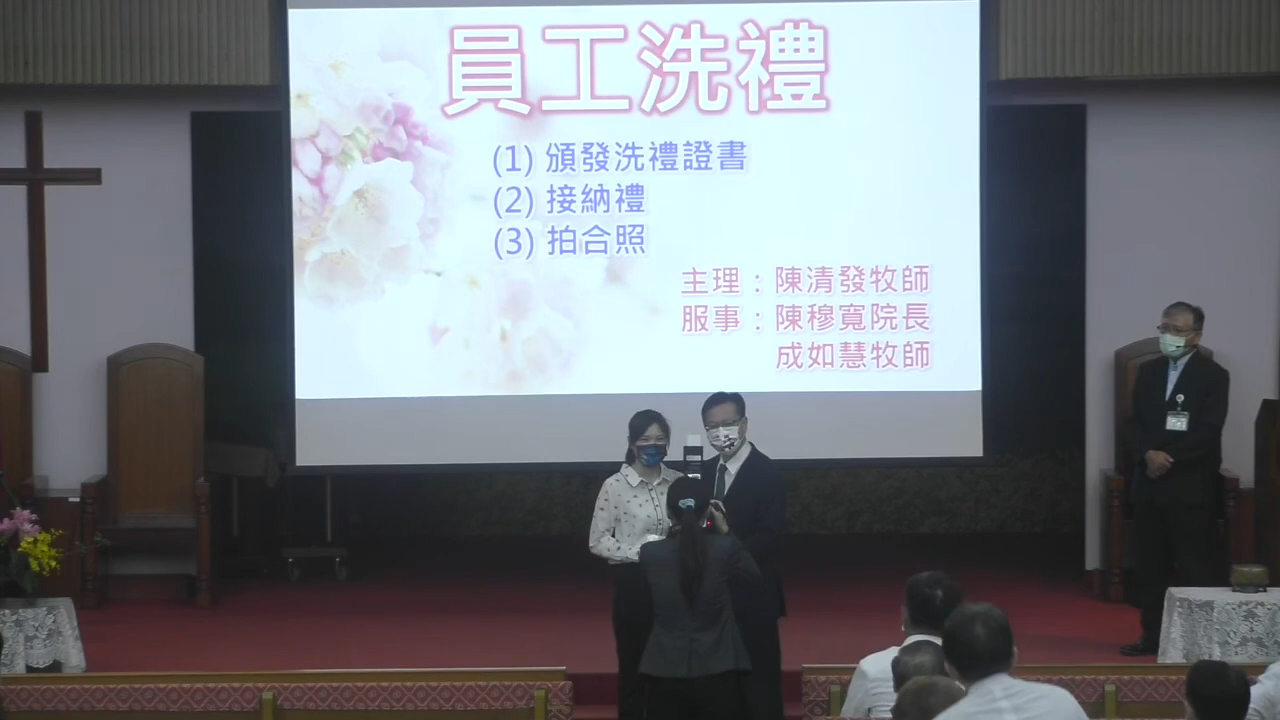 員工洗禮
(1) 頒發洗禮證書
(2) 接納禮
(3) 拍合照
主理：陳清發牧師
服事：陳穆寬院長
成如慧牧師